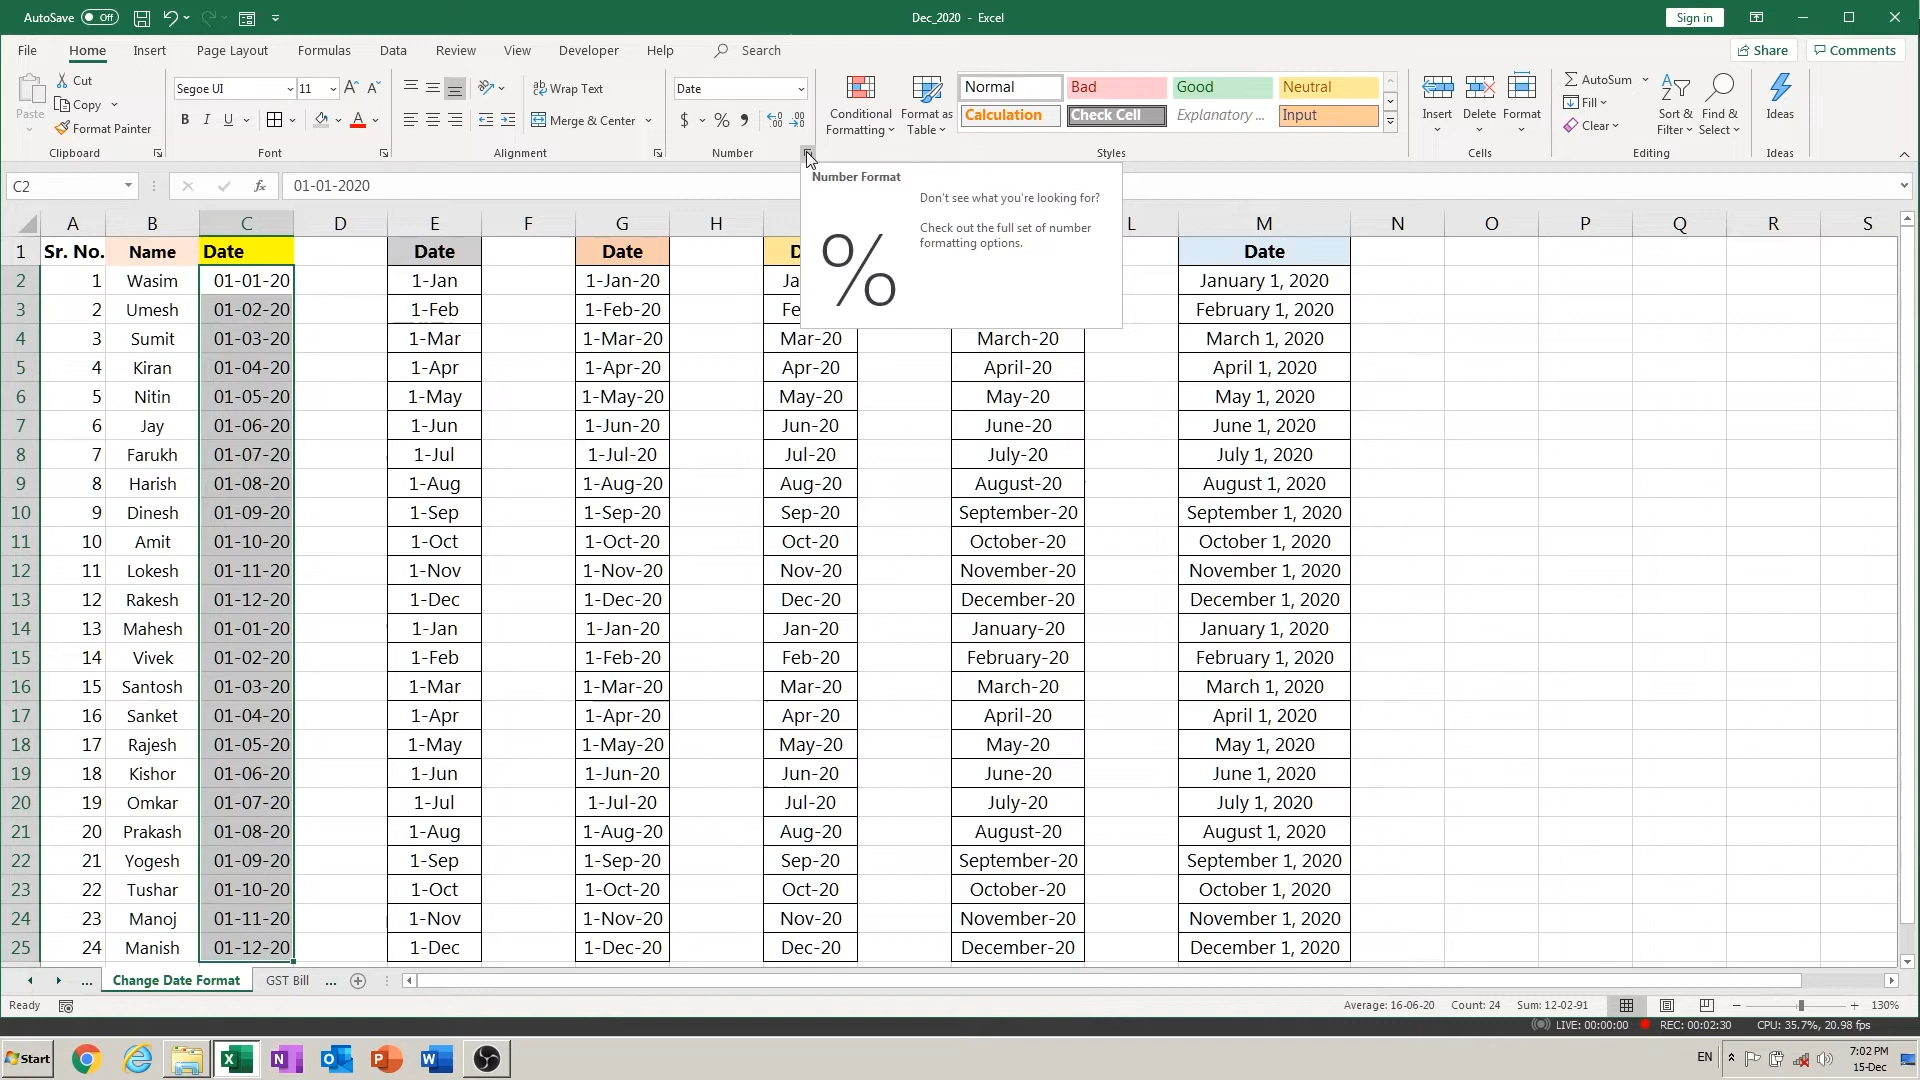 AutoSave Off Dec_2020 - Excel Sign in
File Home Insert Page Layout Formulas Data Review View Developer Help Search Share Comments
Paste Cut Segoe UI 11 Wrap Text Date Conditional Formatting Format as Table Normal Bad Good Neutral Insert Delete Format AutoSum Sort & Filter Find & Select Ideas
Copy Fill
Format Painter B I U A Merge & Center $ % Calculation Check Cell Explanatory ... Input Clear
Clipboard Font Alignment Number Styles Cells Editing Ideas
C2 fx 01-01-2020
Number Format
Don't see what you're looking for?
Check out the full set of number
formatting options.
%
A B C D E F G H L M N O P Q R S
1 Sr. No. Name Date Date Date D Date
2 1 Wasim 01-01-20 1-Jan 1-Jan-20 Ja January 1, 2020
3 2 Umesh 01-02-20 1-Feb 1-Feb-20 Fe February 1, 2020
4 3 Sumit 01-03-20 1-Mar 1-Mar-20 Mar-20 March-20 March 1, 2020
5 4 Kiran 01-04-20 1-Apr 1-Apr-20 Apr-20 April-20 April 1, 2020
6 5 Nitin 01-05-20 1-May 1-May-20 May-20 May-20 May 1, 2020
7 6 Jay 01-06-20 1-Jun 1-Jun-20 Jun-20 June-20 June 1, 2020
8 7 Farukh 01-07-20 1-Jul 1-Jul-20 Jul-20 July-20 July 1, 2020
9 8 Harish 01-08-20 1-Aug 1-Aug-20 Aug-20 August-20 August 1, 2020
10 9 Dinesh 01-09-20 1-Sep 1-Sep-20 Sep-20 September-20 September 1, 2020
11 10 Amit 01-10-20 1-Oct 1-Oct-20 Oct-20 October-20 October 1, 2020
12 11 Lokesh 01-11-20 1-Nov 1-Nov-20 Nov-20 November-20 November 1, 2020
13 12 Rakesh 01-12-20 1-Dec 1-Dec-20 Dec-20 December-20 December 1, 2020
14 13 Mahesh 01-01-20 1-Jan 1-Jan-20 Jan-20 January-20 January 1, 2020
15 14 Vivek 01-02-20 1-Feb 1-Feb-20 Feb-20 February-20 February 1, 2020
16 15 Santosh 01-03-20 1-Mar 1-Mar-20 Mar-20 March-20 March 1, 2020
17 16 Sanket 01-04-20 1-Apr 1-Apr-20 Apr-20 April-20 April 1, 2020
18 17 Rajesh 01-05-20 1-May 1-May-20 May-20 May-20 May 1, 2020
19 18 Kishor 01-06-20 1-Jun 1-Jun-20 Jun-20 June-20 June 1, 2020
20 19 Omkar 01-07-20 1-Jul 1-Jul-20 Jul-20 July-20 July 1, 2020
21 20 Prakash 01-08-20 1-Aug 1-Aug-20 Aug-20 August-20 August 1, 2020
22 21 Yogesh 01-09-20 1-Sep 1-Sep-20 Sep-20 September-20 September 1, 2020
23 22 Tushar 01-10-20 1-Oct 1-Oct-20 Oct-20 October-20 October 1, 2020
24 23 Manoj 01-11-20 1-Nov 1-Nov-20 Nov-20 November-20 November 1, 2020
25 24 Manish 01-12-20 1-Dec 1-Dec-20 Dec-20 December-20 December 1, 2020
... Change Date Format GST Bill ...
Ready Average: 16-06-20 Count: 24 Sum: 12-02-91 130%
LIVE: 00:00:00 REC: 00:02:30 CPU: 35.7%, 20.98 fps
Start EN 7:02 PM
15-Dec